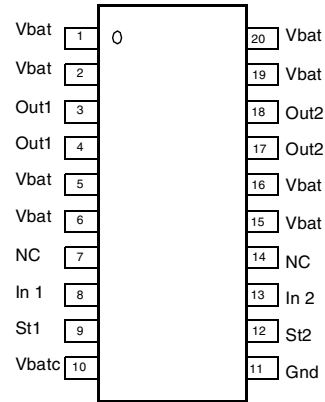 Vbat 1 20 Vbat
Vbat 2 19 Vbat
Out1 3 18 Out2
Out1 4 17 Out2
Vbat 5 16 Vbat
Vbat 6 15 Vbat
NC 7 14 NC
In 1 8 13 In 2
St1 9 12 St2
Vbatc 10 11 Gnd